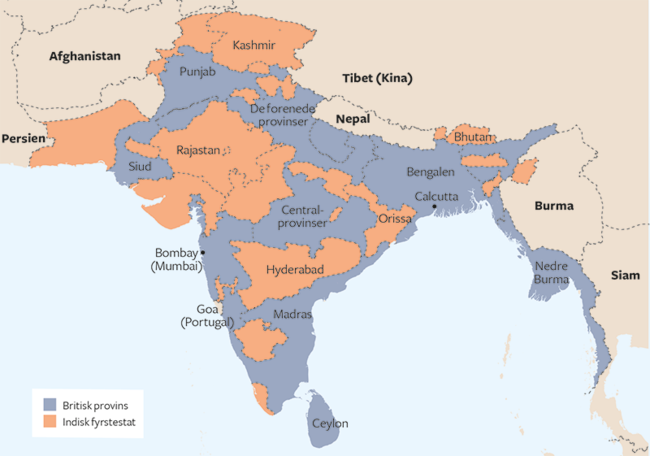 Kashmir
Afghanistan
Punjab
Tibet (Kina)
De forenede
provinser
Nepal
Persien
Bhutan
Rajastan
Siud
Bengalen
Calcutta
Burma
Central-
provinser
Orissa
Bombay
(Mumbai)
Hyderabad
Nedre
Burma
Siam
Goa
(Portugal)
Madras
Britisk provins
Indisk fyrstestat
Ceylon